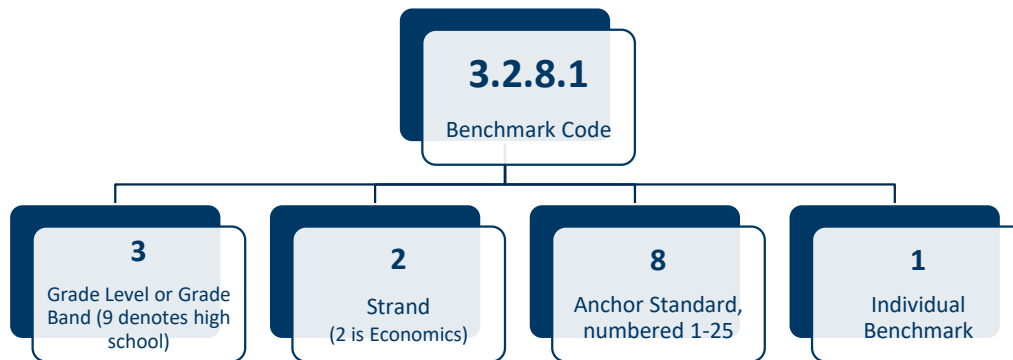 3.2.8.1
Benchmark Code
3
Grade Level or Grade
Band (9 denotes high
school)
2
Strand
(2 is Economics)
8
Anchor Standard,
numbered 1-25
1
Individual
Benchmark